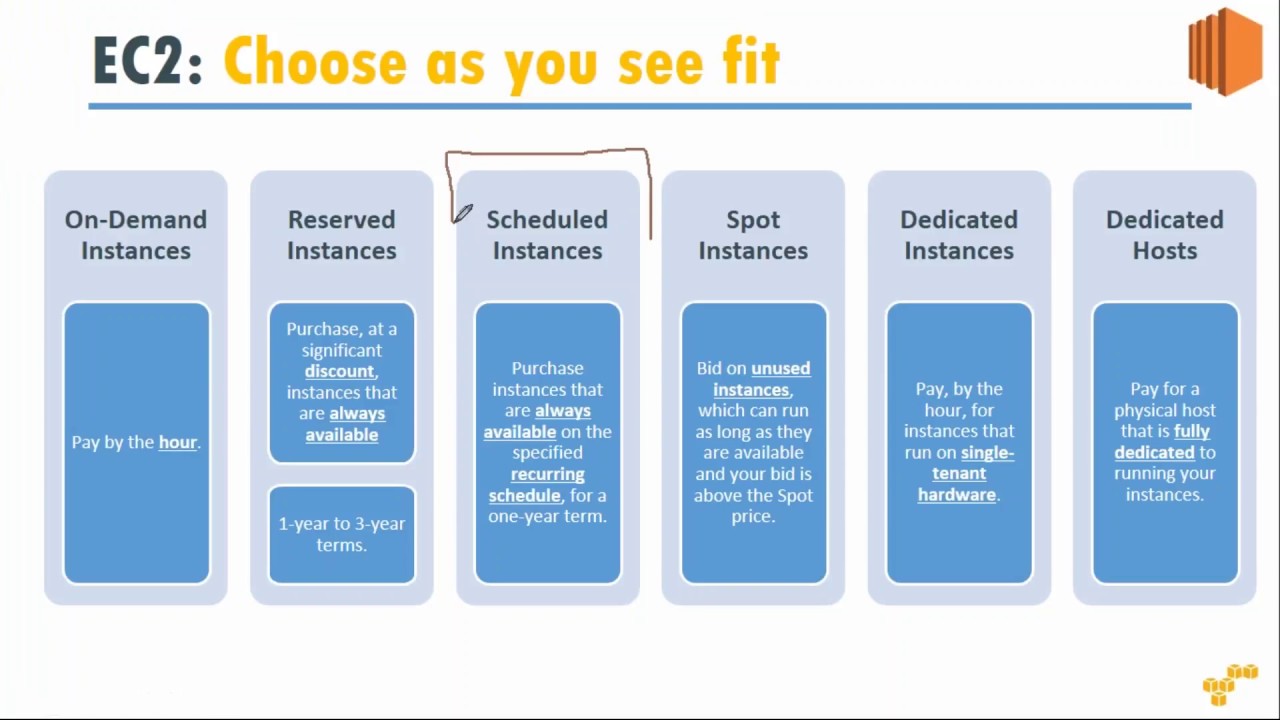 EC2: Choose as you see fit
On-Demand
Instances
Pay by the hour.
Reserved
Instances
Purchase, at a
significant
discount,
instances that
are always
available
1-year to 3-year
terms.
Scheduled
Instances
Purchase
instances that
are always
available on the
specified
recurring
schedule, for a
one-year term.
Spot
Instances
Bid on unused
instances,
which can run
as long as they
are available
and your bid is
above the Spot
price.
Dedicated
Instances
Pay, by the
hour, for
instances that
run on single-
tenant
hardware.
Dedicated
Hosts
Pay for a
physical host
that is fully
dedicated to
running your
instances.